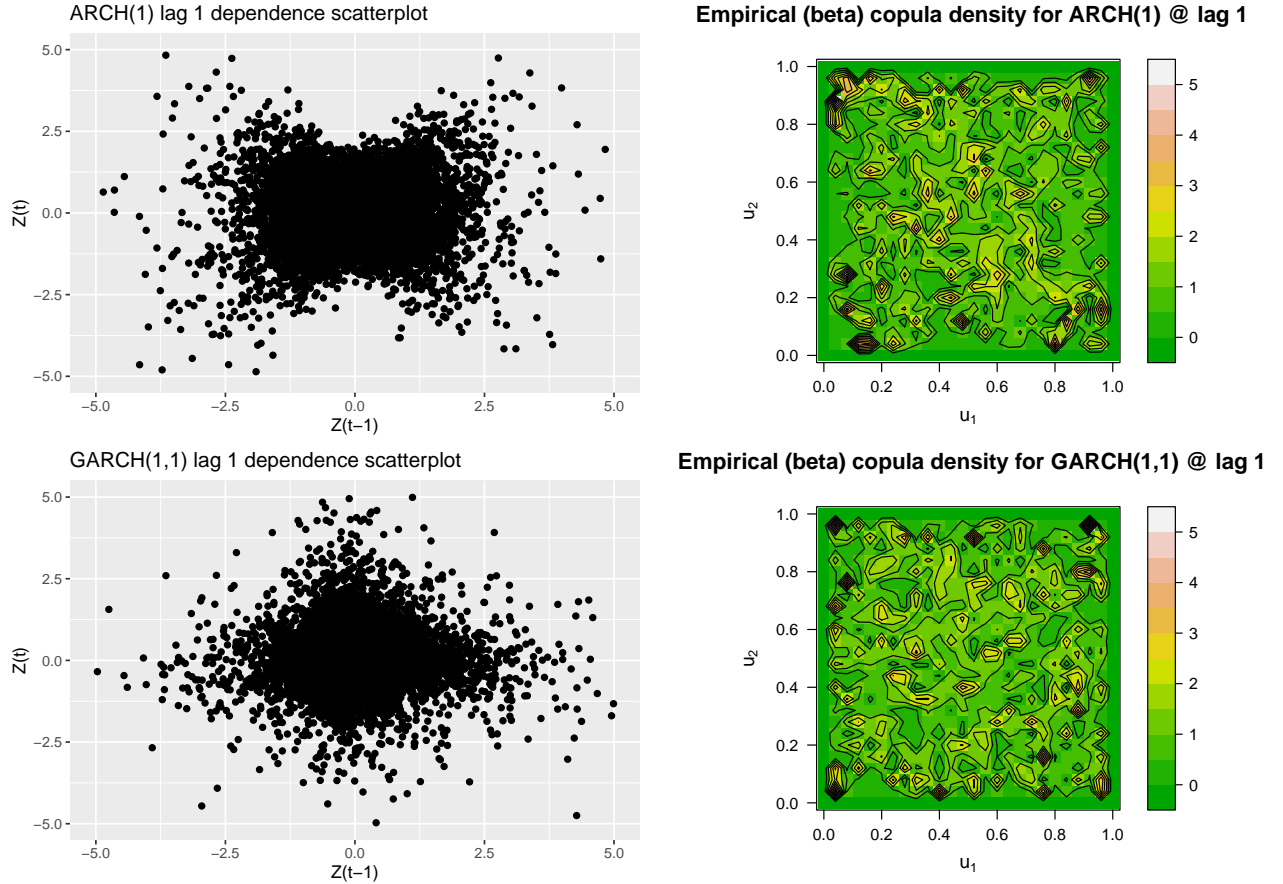 ARCH(1) lag 1 dependence scatterplot
5.0
2.5
0.0
−2.5
−5.0
Z(t)
−5.0 −2.5 0.0 2.5 5.0
Z(t−1)
Empirical (beta) copula density for ARCH(1) @ lag 1
1.0
0.8
0.6
0.4
0.2
0.0
u2
0.0 0.2 0.4 0.6 0.8 1.0
u1
5
4
3
2
1
0
GARCH(1,1) lag 1 dependence scatterplot
5.0
2.5
0.0
−2.5
−5.0
Z(t)
−5.0 −2.5 0.0 2.5 5.0
Z(t−1)
Empirical (beta) copula density for GARCH(1,1) @ lag 1
1.0
0.8
0.6
0.4
0.2
0.0
u2
0.0 0.2 0.4 0.6 0.8 1.0
u1
5
4
3
2
1
0